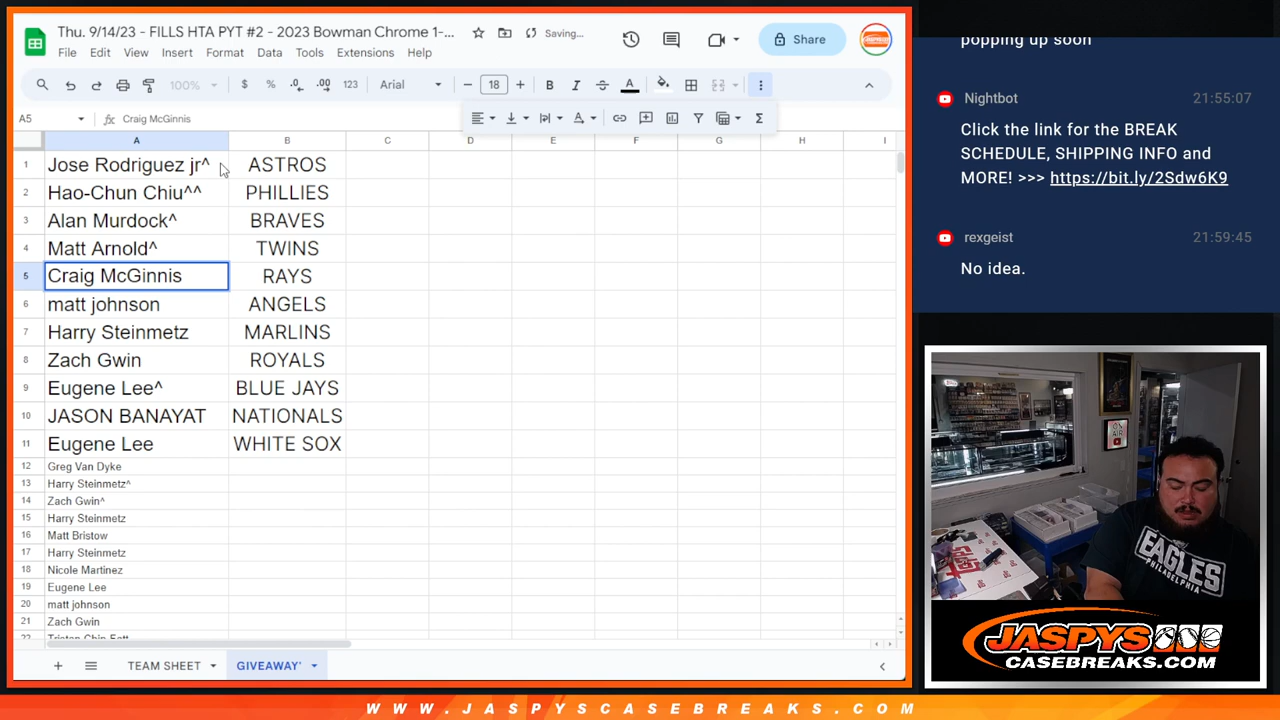 Thu. 9/14/23 - FILLS HTA PYT #2 - 2023 Bowman Chrome 1-...
Saving...
File Edit View Insert Format Data Tools Extensions Help
Share
100%
$ % .0 .00 123 Arial 18 B I A
A5 Craig McGinnis
A B C D E F G H I
1 Jose Rodriguez jr^ ASTROS
2 Hao-Chun Chiu^^ PHILLIES
3 Alan Murdock^ BRAVES
4 Matt Arnold^ TWINS
5 Craig McGinnis RAYS
6 matt johnson ANGELS
7 Harry Steinmetz MARLINS
8 Zach Gwin ROYALS
9 Eugene Lee^ BLUE JAYS
10 JASON BANAYAT NATIONALS
11 Eugene Lee WHITE SOX
12 Greg Van Dyke
13 Harry Steinmetz^
14 Zach Gwin^
15 Harry Steinmetz
16 Matt Bristow
17 Harry Steinmetz
18 Nicole Martinez
19 Eugene Lee
20 matt johnson
21 Zach Gwin
TEAM SHEET GIVEAWAY'
popping up soon
Nightbot 21:55:07
Click the link for the BREAK
SCHEDULE, SHIPPING INFO and
MORE! >>> https://bit.ly/2Sdw6K9
rexgeist 21:59:45
No idea.
ON AIR
EAGLES
PHILADELPHIA
JASPYS
CASEBREAKS.COM
WWW.JASPYSCASEBREAKS.COM